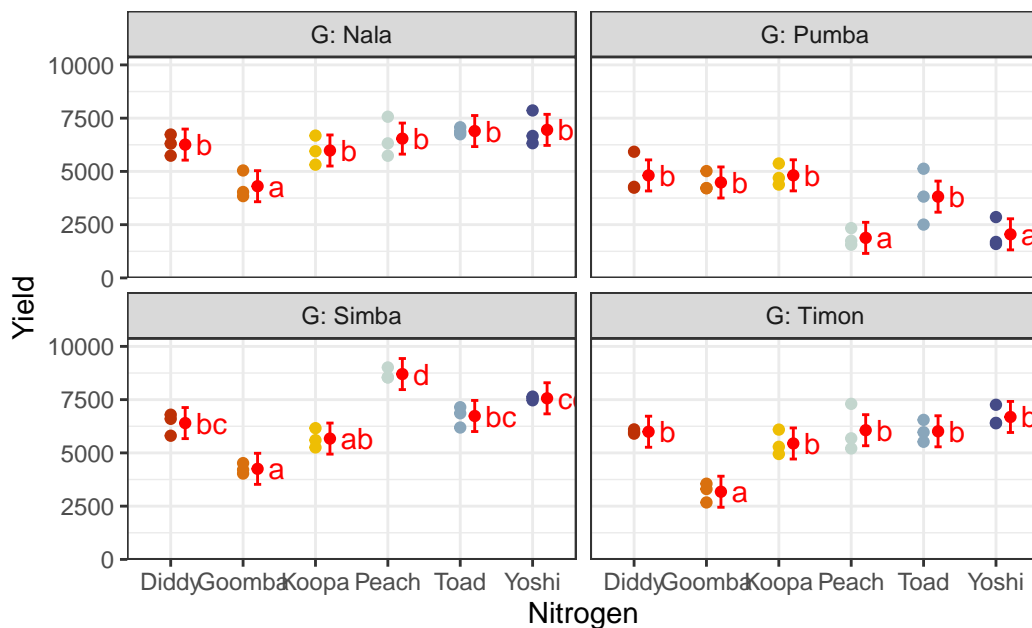 G: Nala
G: Pumba
10000
7500
5000
2500
0
b
a
b
b
b
b
b
b
b
a
b
a
Yield
G: Simba
G: Timon
10000
7500
5000
2500
0
bc
a
ab
d
bc
b
a
b
b
b
b
Diddy Goomba Koopa Peach Toad Yoshi
Diddy Goomba Koopa Peach Toad Yoshi
Nitrogen